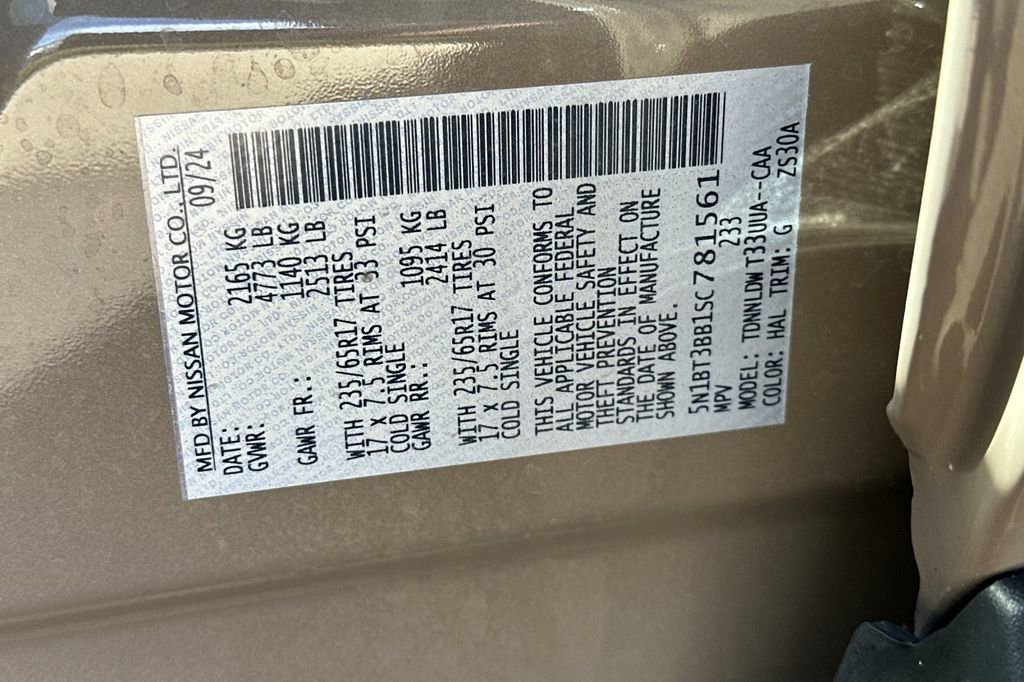 MFD BY NISSAN MOTOR CO., LTD.
DATE: 09/24
GVWR: 2165 KG
4773 LB
GAWR FR.: 1140 KG
2513 LB
WITH 235/65R17 TIRES
17 X 7.5 RIMS AT 33 PSI
COLD SINGLE
GAWR RR.: 1095 KG
2414 LB
WITH 235/65R17 TIRES
17 X 7.5 RIMS AT 30 PSI
COLD SINGLE
THIS VEHICLE CONFORMS TO
ALL APPLICABLE FEDERAL
MOTOR VEHICLE SAFETY AND
THEFT PREVENTION
STANDARDS IN EFFECT ON
THE DATE OF MANUFACTURE
SHOWN ABOVE.
5N1BT3BB1SC781561
MPV 233
MODEL: TDNNLDW T33UUA--CAA
COLOR: HAL TRIM G ZS30A